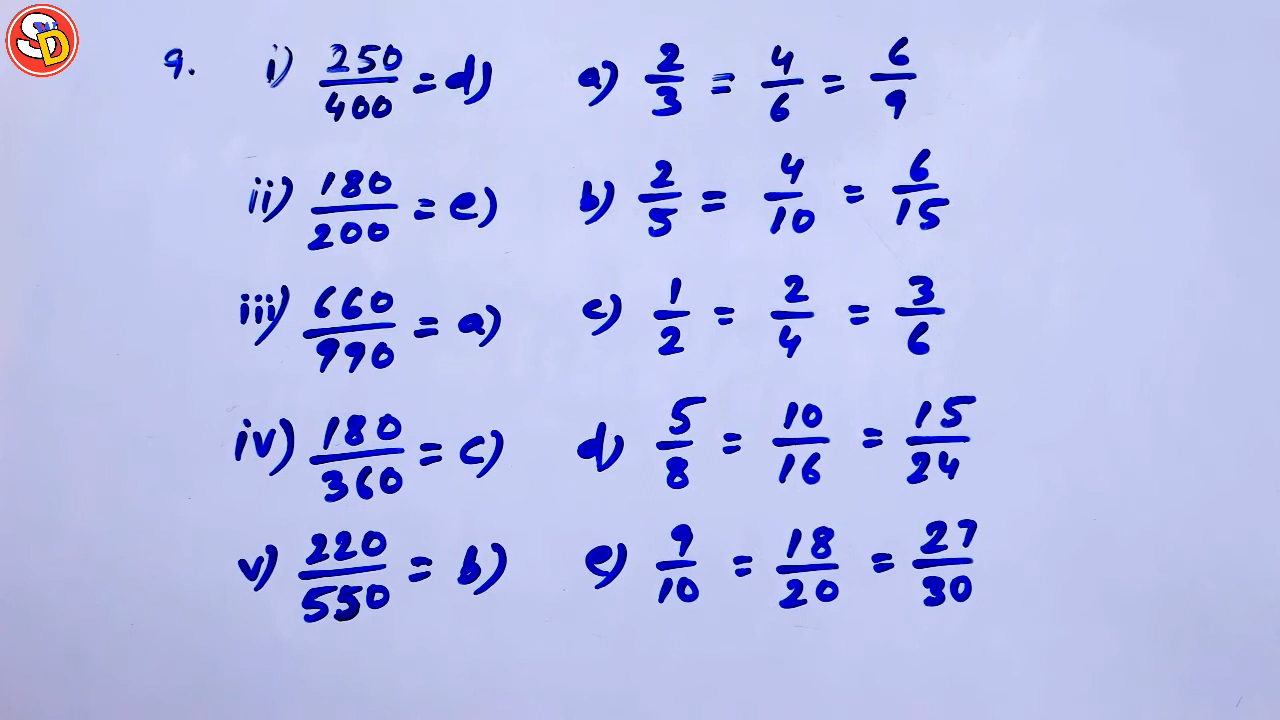 SD
9. i) 250/400 = d) a) 2/3 = 4/6 = 6/9
ii) 180/200 = e) b) 2/5 = 4/10 = 6/15
iii) 660/990 = a) c) 1/2 = 2/4 = 3/6
iv) 180/360 = c) d) 5/8 = 10/16 = 15/24
v) 220/550 = b) e) 9/10 = 18/20 = 27/30